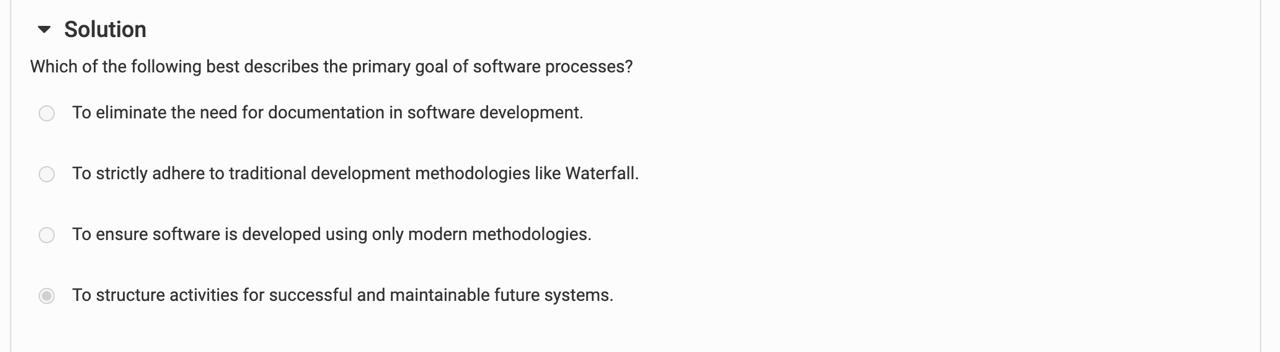 Solution
Which of the following best describes the primary goal of software processes?
To eliminate the need for documentation in software development.
To strictly adhere to traditional development methodologies like Waterfall.
To ensure software is developed using only modern methodologies.
To structure activities for successful and maintainable future systems.